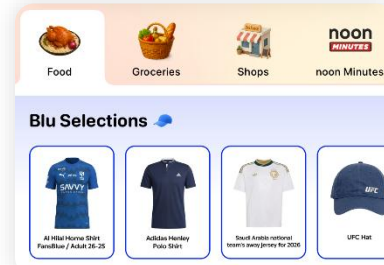 Food
Groceries
Shops
noon
MINUTES
noon Minutes
Blu Selections
SAVVY
Al Hilal Home Shirt
FansBlue / Adult 26-25
Adidas Henley
Polo Shirt
Saudi Arabia national
team's away jersey for 2026
UFC
UFC Hat